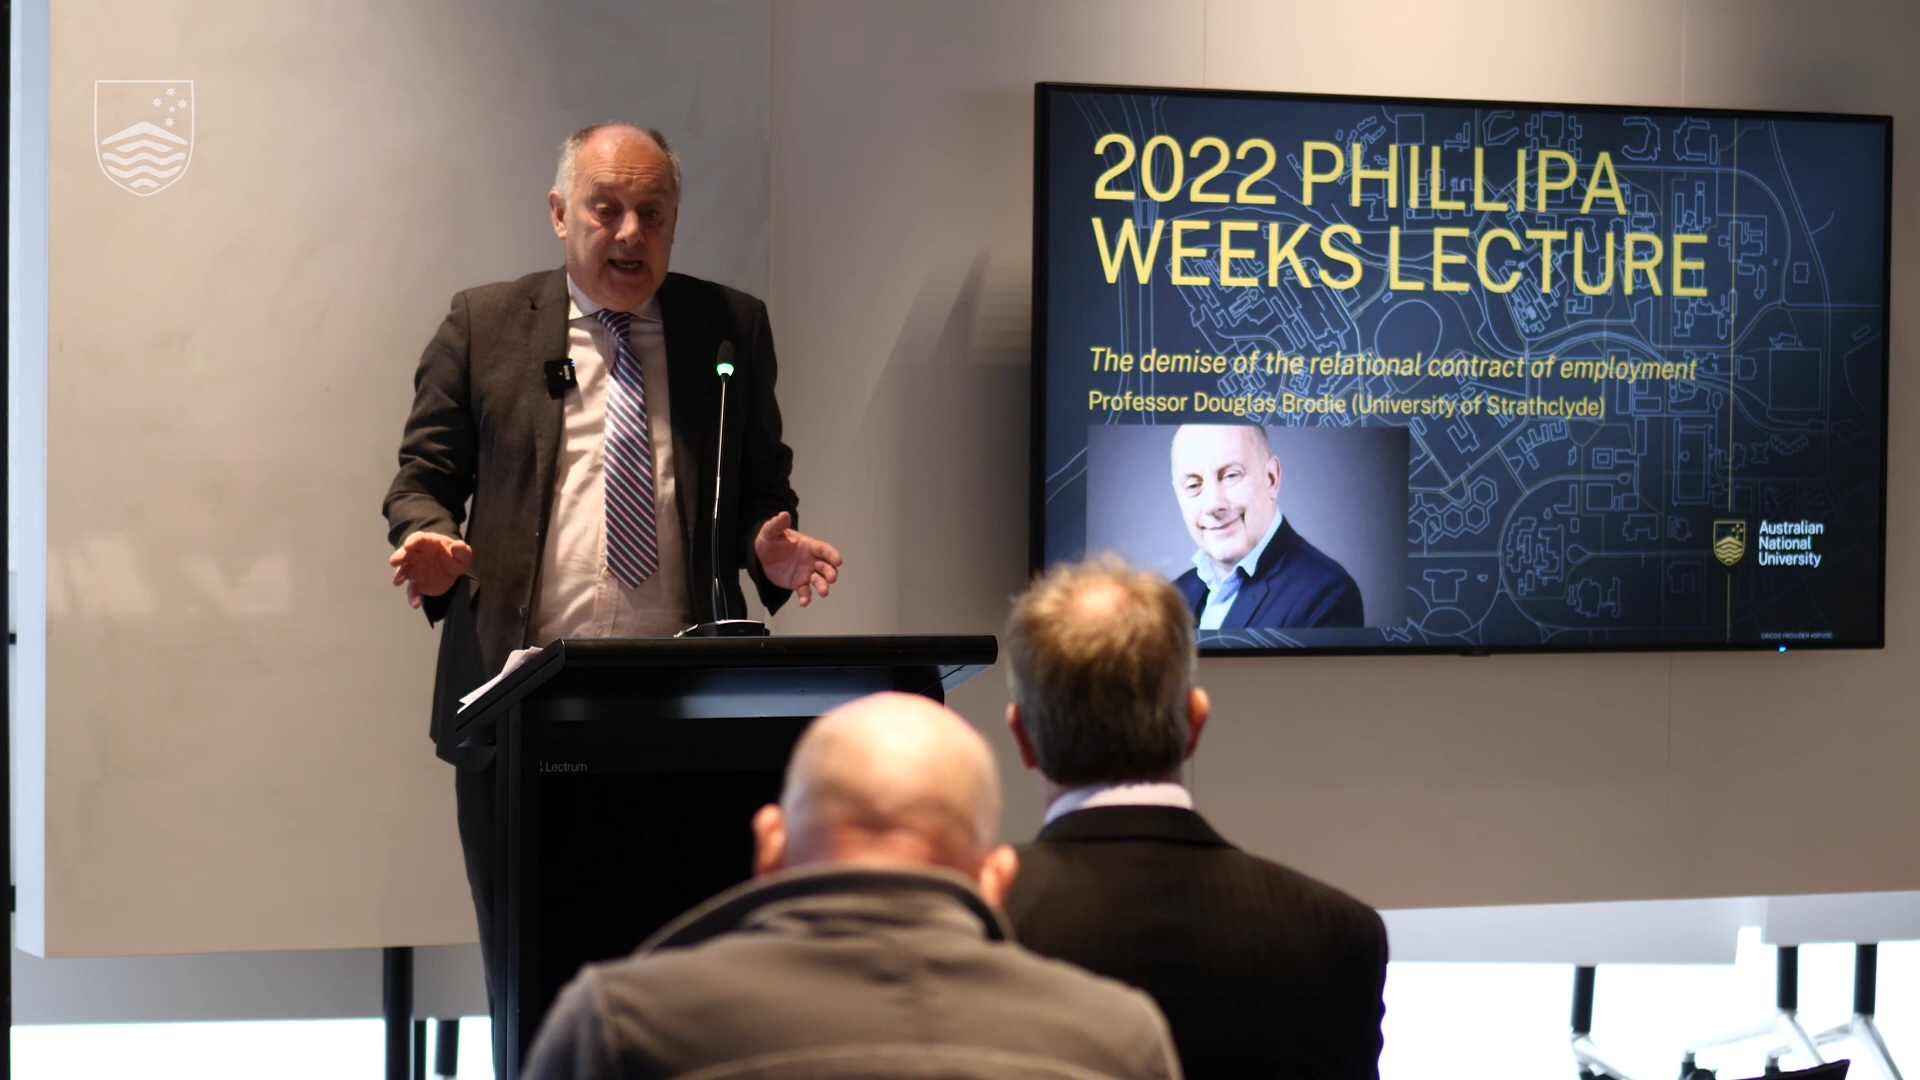 2022 PHILLIPA
WEEKS LECTURE
The demise of the relational contract of employment
Professor Douglas Brodie (University of Strathclyde)
Australian
National
University
Lectrum